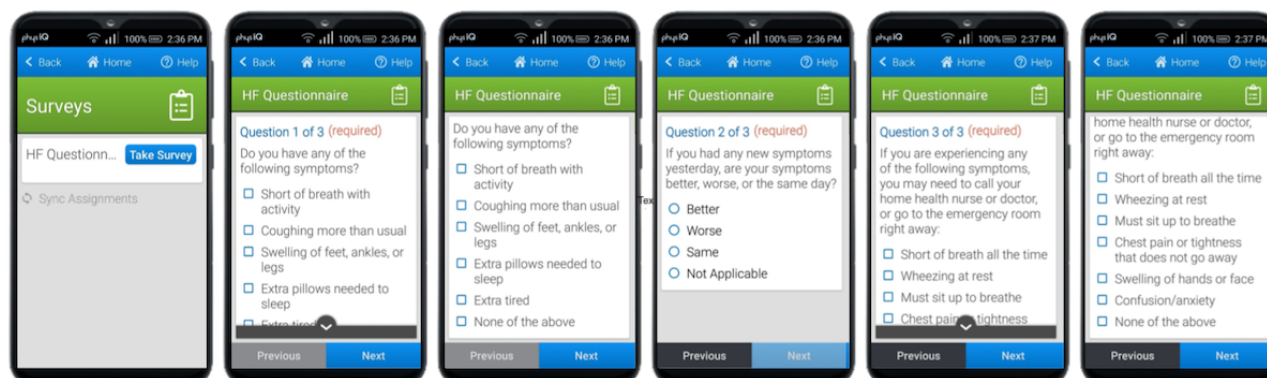 physIQ 100% 2:36 PM
Back Home Help
Surveys
HF Questionn... Take Survey
Sync Assignments
physIQ 100% 2:36 PM
Back Home Help
HF Questionnaire
Question 1 of 3 (required)
Do you have any of the
following symptoms?
Short of breath with
activity
Coughing more than usual
Swelling of feet, ankles, or
legs
Extra pillows needed to
sleep
Extra tired
Previous Next
physIQ 100% 2:36 PM
Back Home Help
HF Questionnaire
Do you have any of the
following symptoms?
Short of breath with
activity
Coughing more than usual
Swelling of feet, ankles, or
legs
Extra pillows needed to
sleep
Extra tired
None of the above
Previous Next
Tex
physIQ 100% 2:36 PM
Back Home Help
HF Questionnaire
Question 2 of 3 (required)
If you had any new symptoms
yesterday, are your symptoms
better, worse, or the same day?
Better
Worse
Same
Not Applicable
Previous Next
physIQ 100% 2:37 PM
Back Home Help
HF Questionnaire
Question 3 of 3 (required)
If you are experiencing any
of the following symptoms,
you may need to call your
home health nurse or doctor,
or go to the emergency room
right away:
Short of breath all the time
Wheezing at rest
Must sit up to breathe
Chest pain tightness
Previous Next
physIQ 100% 2:37 PM
Back Home Help
HF Questionnaire
home health nurse or doctor,
or go to the emergency room
right away:
Short of breath all the time
Wheezing at rest
Must sit up to breathe
Chest pain or tightness
that does not go away
Swelling of hands or face
Confusion/anxiety
None of the above
Previous Next